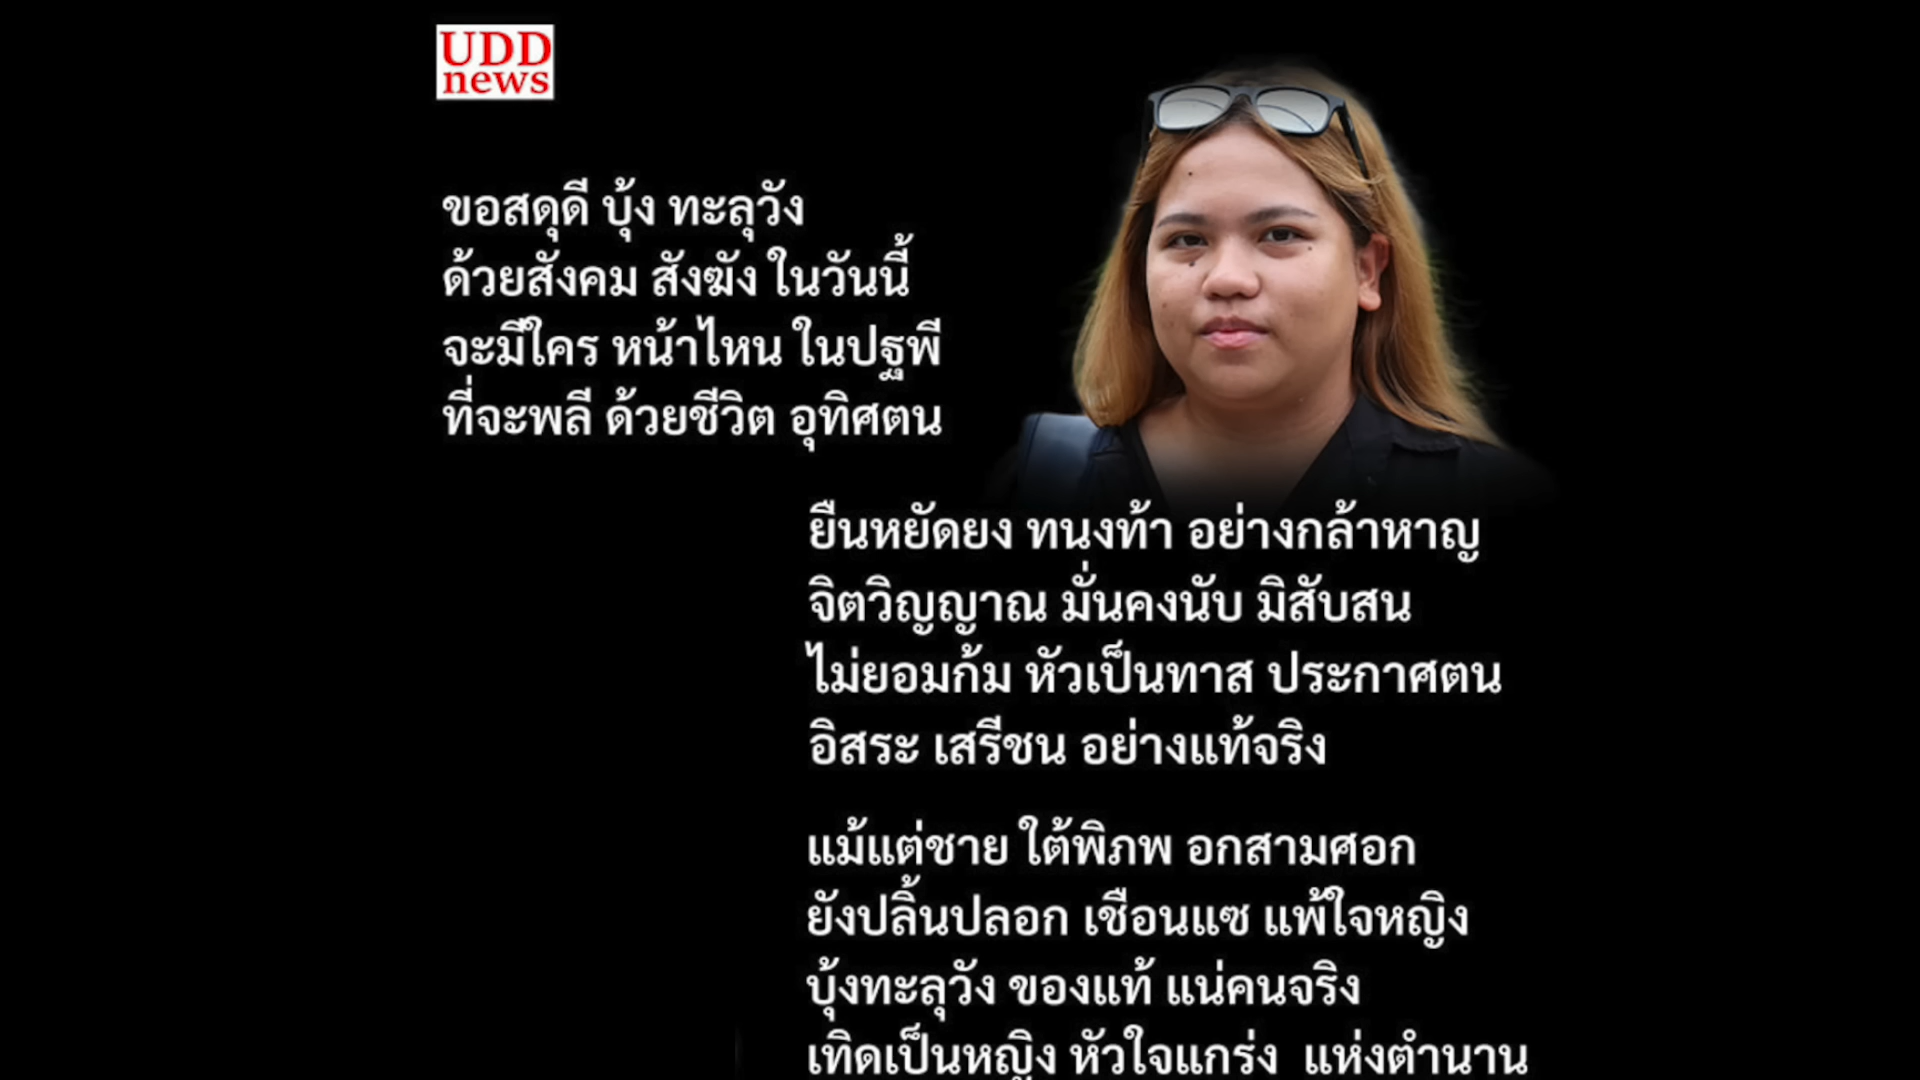 UDD
news
ขอสดุดี บุ้ง ทะลุวัง
ด้วยสังคม สังฆัง ในวันนี้
จะมีใคร หน้าไหน ในปฐพี
ที่จะพลี ด้วยชีวิต อุทิศตน
ยืนหยัดยง ทนงท้า อย่างกล้าหาญ
จิตวิญญาณ มั่นคงนับ มิสับสน
ไม่ยอมก้ม หัวเป็นทาส ประกาศตน
อิสระ เสรีชน อย่างแท้จริง
แม้แต่ชาย ใต้พิภพ อกสามศอก
ยังปลิ้นปลอก เชือนแซ แพ้ใจหญิง
บุ้งทะลุวัง ของแท้ แน่คนจริง
เทิดเป็นหญิง หัวใจแกร่ง แห่งตำนาน